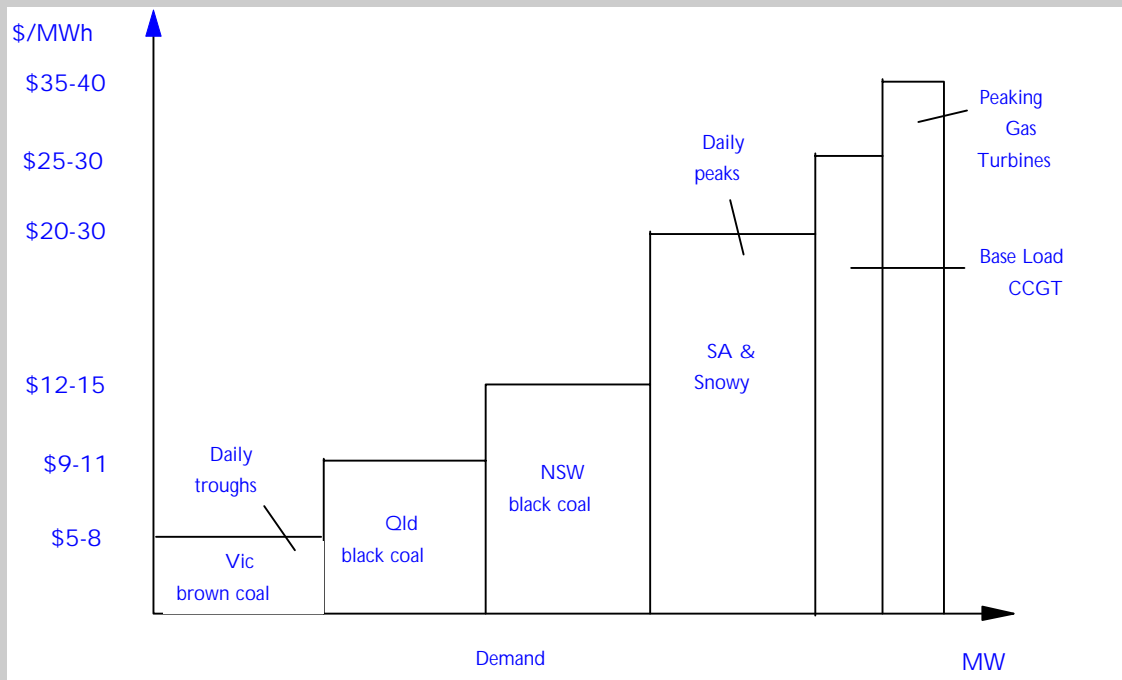 $/MWh
$35-40
$25-30
$20-30
$12-15
$9-11
$5-8
Daily
troughs
Vic
brown coal
Qld
black coal
NSW
black coal
Daily
peaks
SA &
Snowy
Peaking
Gas
Turbines
Base Load
CCGT
Demand
MW